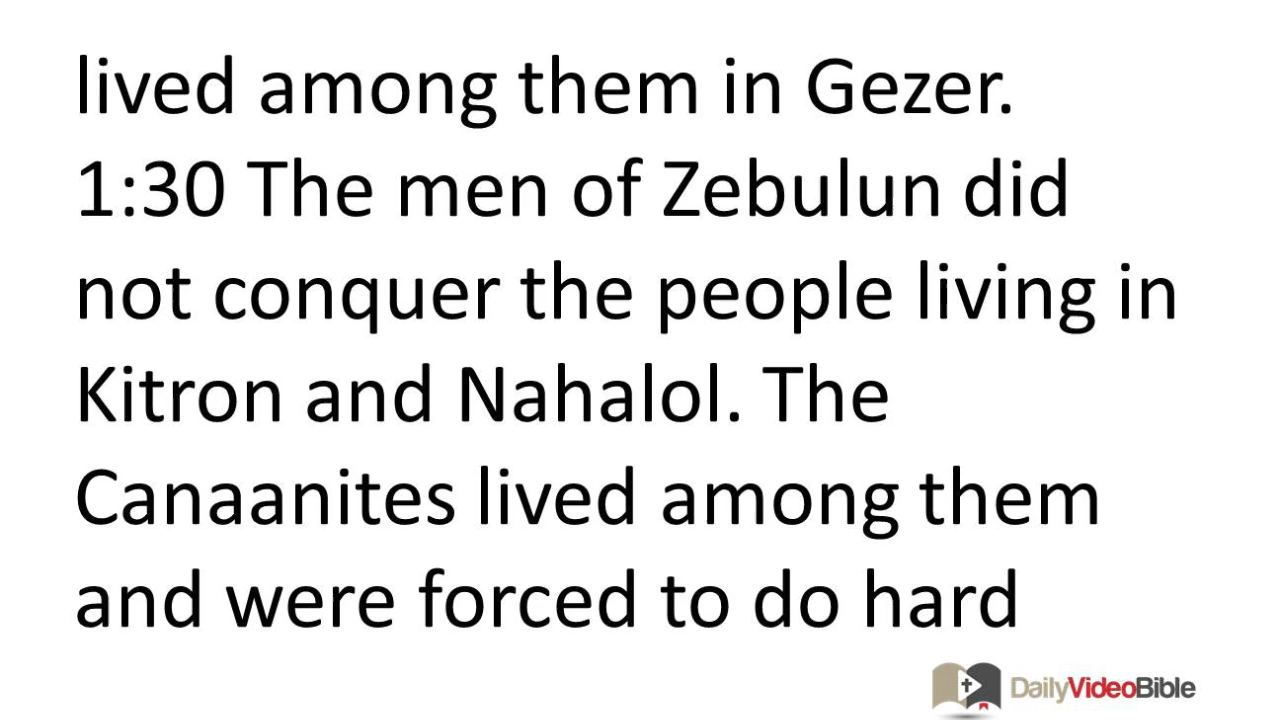 lived among them in Gezer.
1:30 The men of Zebulun did
not conquer the people living in
Kitron and Nahalol. The
Canaanites lived among them
and were forced to do hard
DailyVideoBible